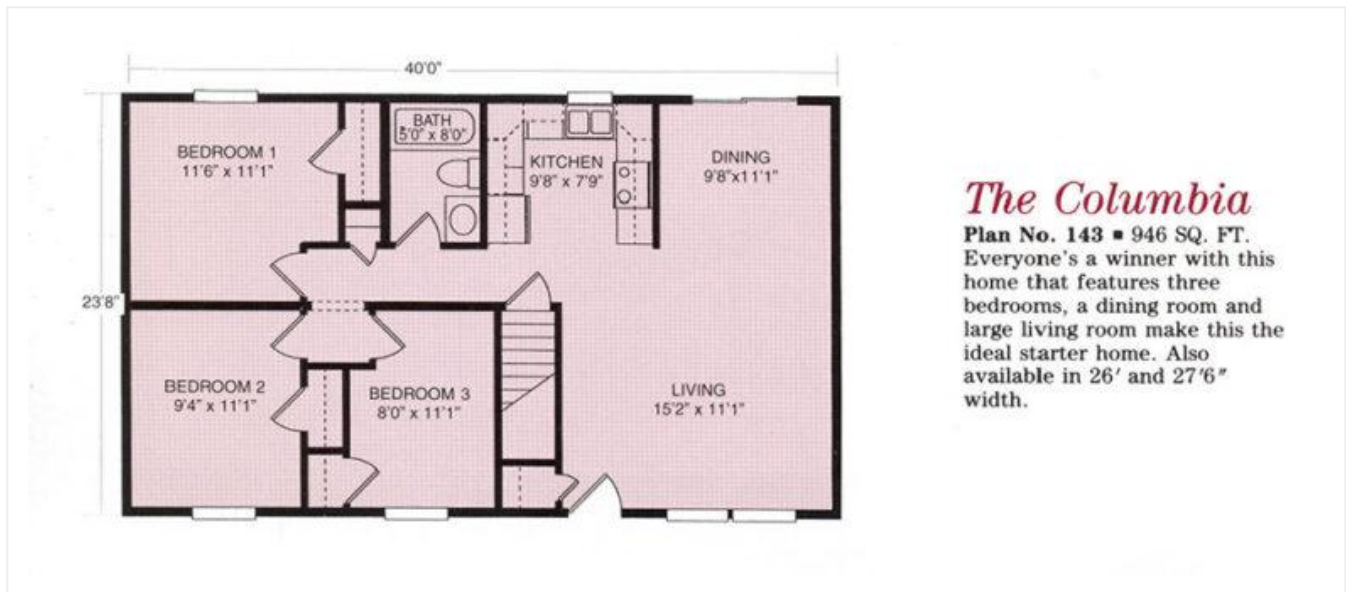 40'0"
BATH
5'0" x 8'0"
BEDROOM 1
11'6" x 11'1"
KITCHEN
9'8" x 7'9"
DINING
9'8"x11'1"
23'8"
BEDROOM 2
9'4" x 11'1"
BEDROOM 3
8'0" x 11'1"
LIVING
15'2" x 11'1"
The Columbia
Plan No. 143 ■ 946 SQ. FT.
Everyone's a winner with this
home that features three
bedrooms, a dining room and
large living room make this the
ideal starter home. Also
available in 26' and 27'6"
width.